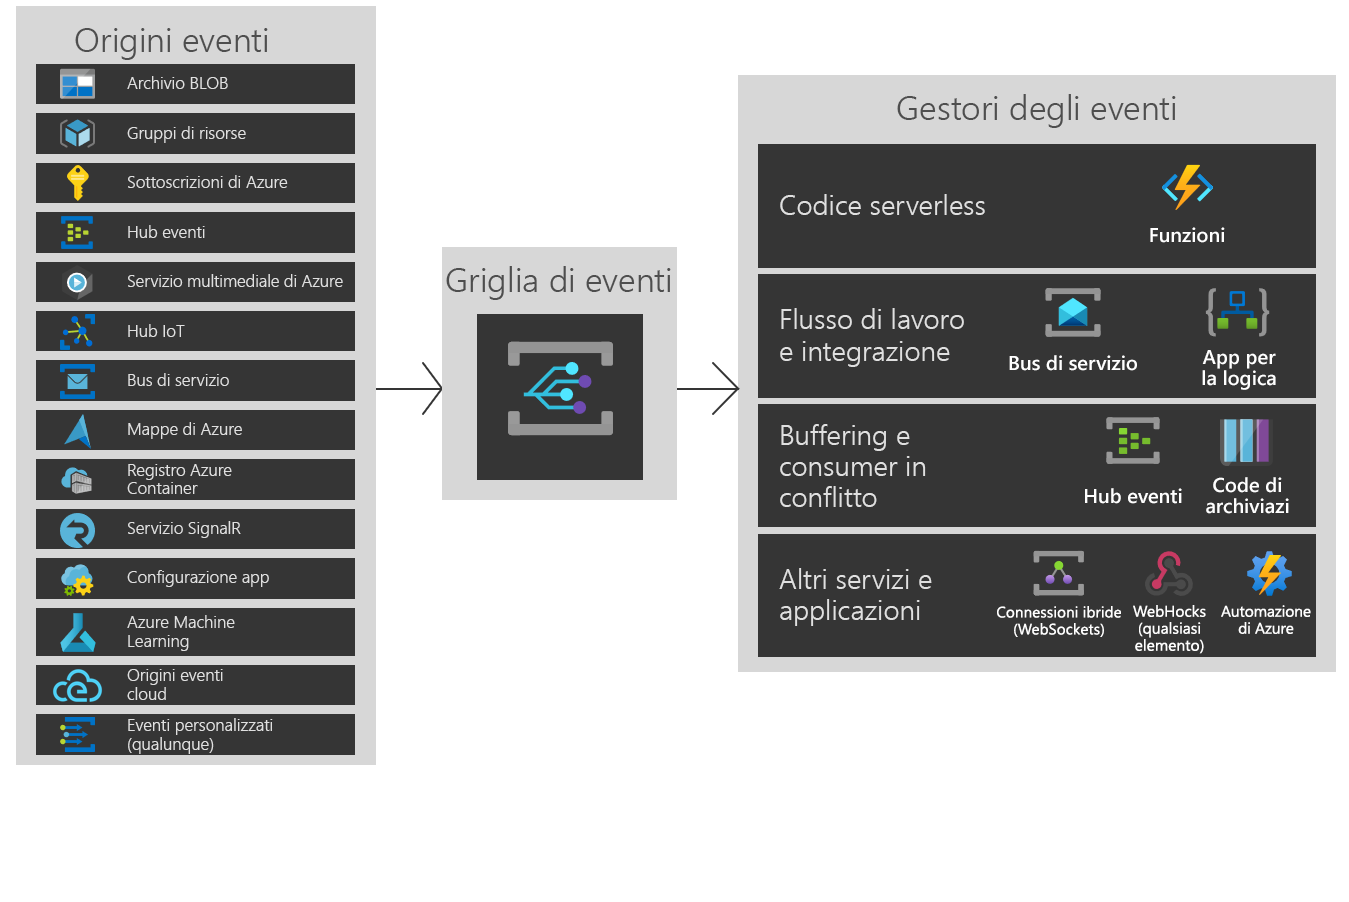 Origini eventi
Archivio BLOB
Gruppi di risorse
Sottoscrizioni di Azure
Hub eventi
Servizio multimediale di Azure
Hub IoT
Bus di servizio
Mappe di Azure
Registro Azure
Container
Servizio SignalR
Configurazione app
Azure Machine
Learning
Origini eventi
cloud
Eventi personalizzati
(qualunque)
Griglia di eventi
Gestori degli eventi
Codice serverless
Funzioni
Flusso di lavoro
e integrazione
Bus di servizio
App per
la logica
Buffering e
consumer in
conflitto
Hub eventi
Code di
archiviazi
Altri servizi e
applicazioni
Connessioni ibride
(WebSockets)
WebHocks
(qualsiasi
elemento)
Automazione
di Azure